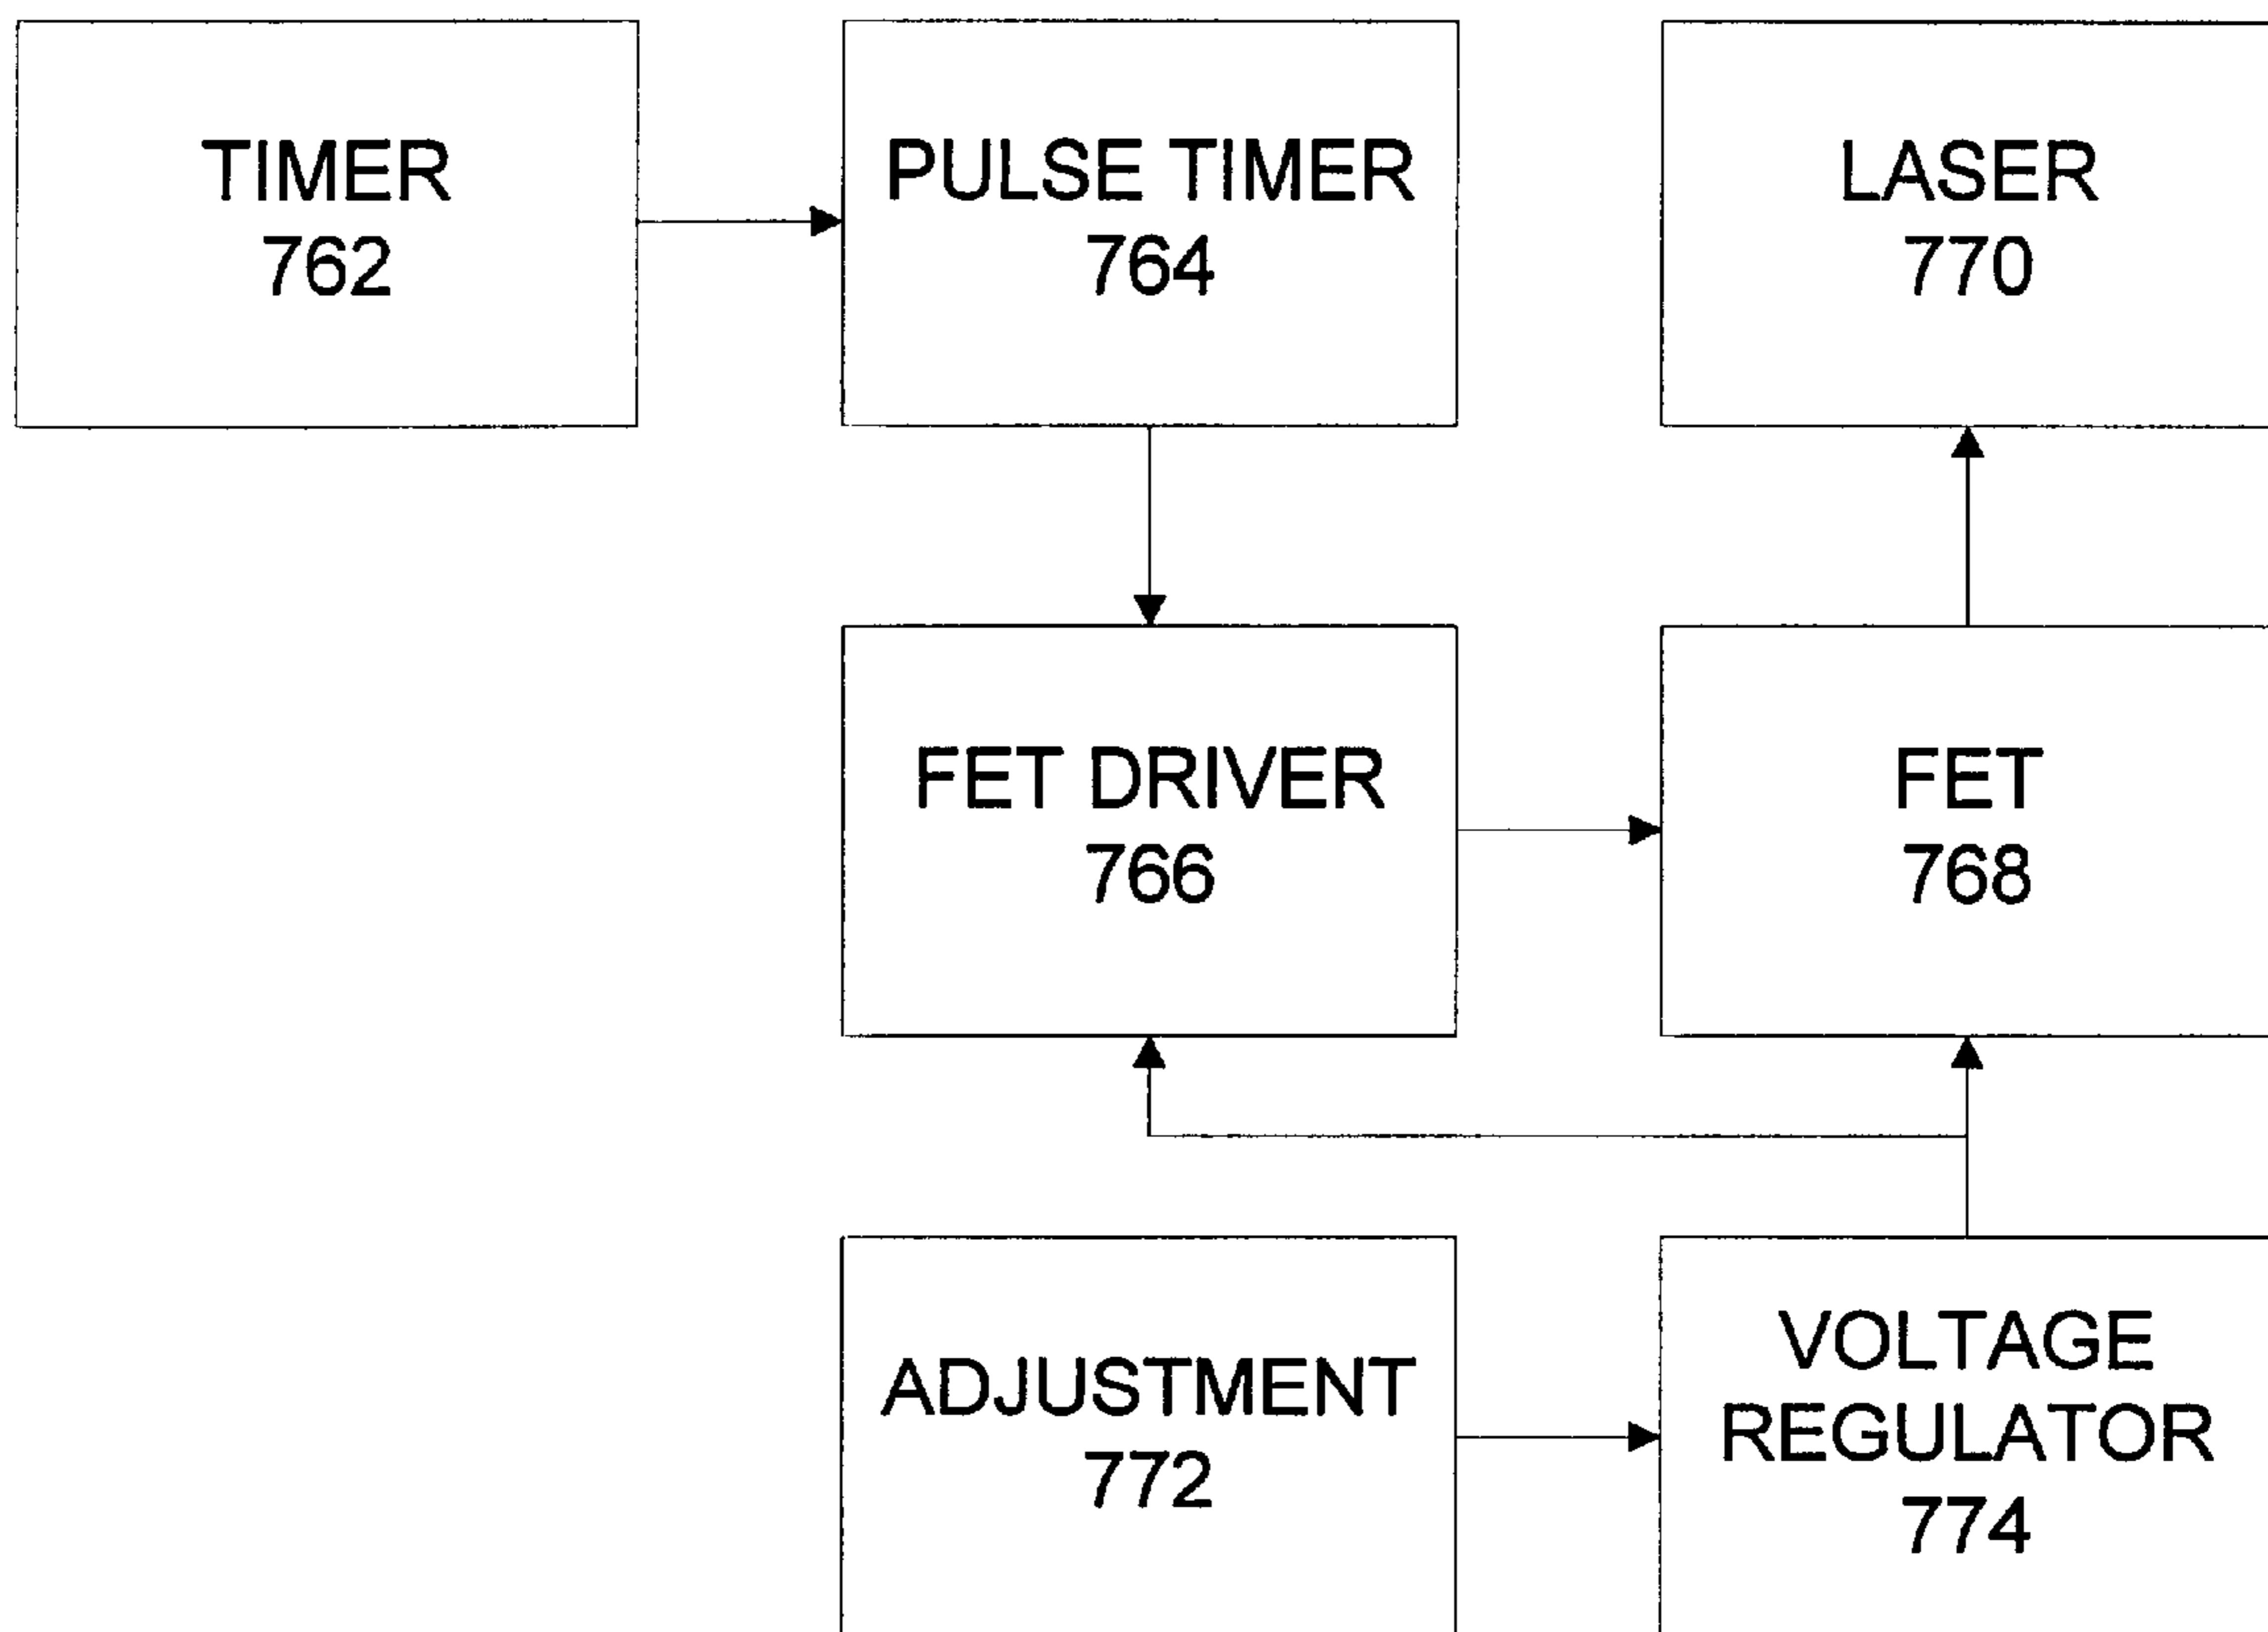 TIMER
762
PULSE TIMER
764
LASER
770
FET DRIVER
766
FET
768
ADJUSTMENT
772
VOLTAGE
REGULATOR
774